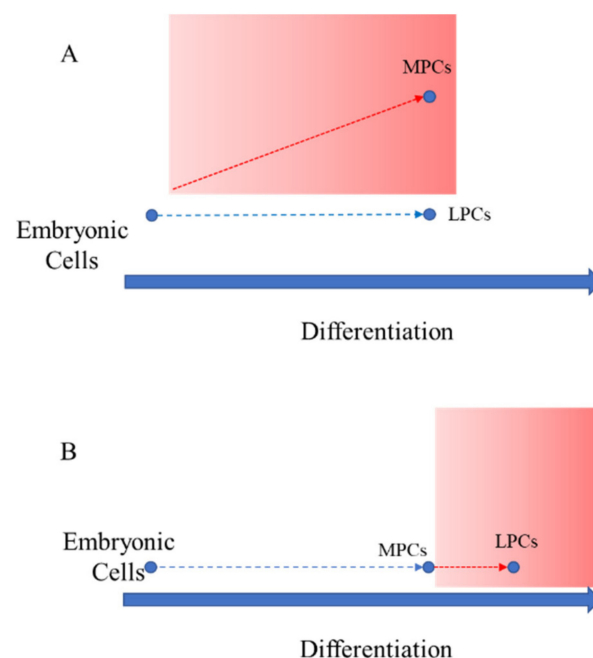 A
MPCs
LPCs
Embryonic
Cells
Differentiation
B
Embryonic
Cells
MPCs
LPCs
Differentiation